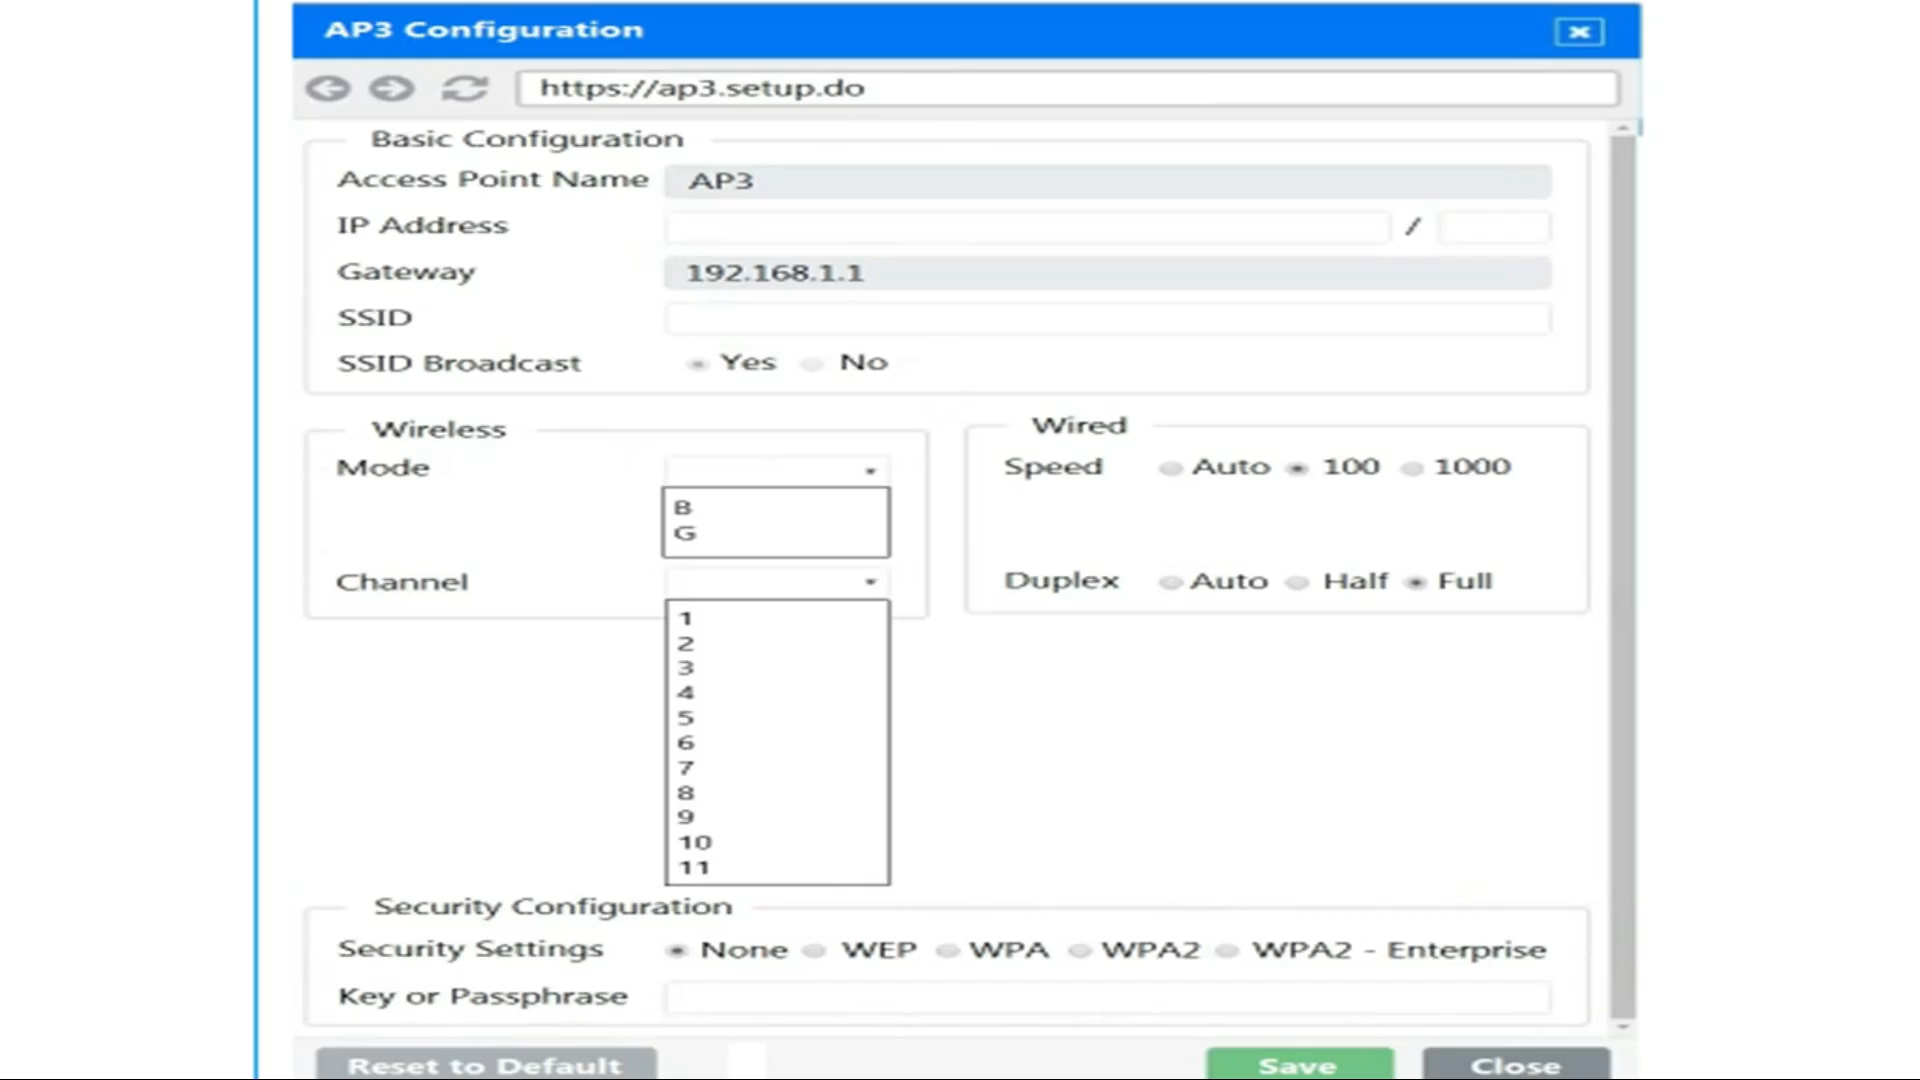 AP3 Configuration
https://ap3.setup.do
Basic Configuration
Access Point Name AP3
IP Address /
Gateway 192.168.1.1
SSID
SSID Broadcast Yes No
Wireless
Mode
B
G
Channel
1
2
3
4
5
6
7
8
9
10
11
Wired
Speed Auto 100 1000
Duplex Auto Half Full
Security Configuration
Security Settings None WEP WPA WPA2 WPA2 - Enterprise
Key or Passphrase
Reset to Default Save Close